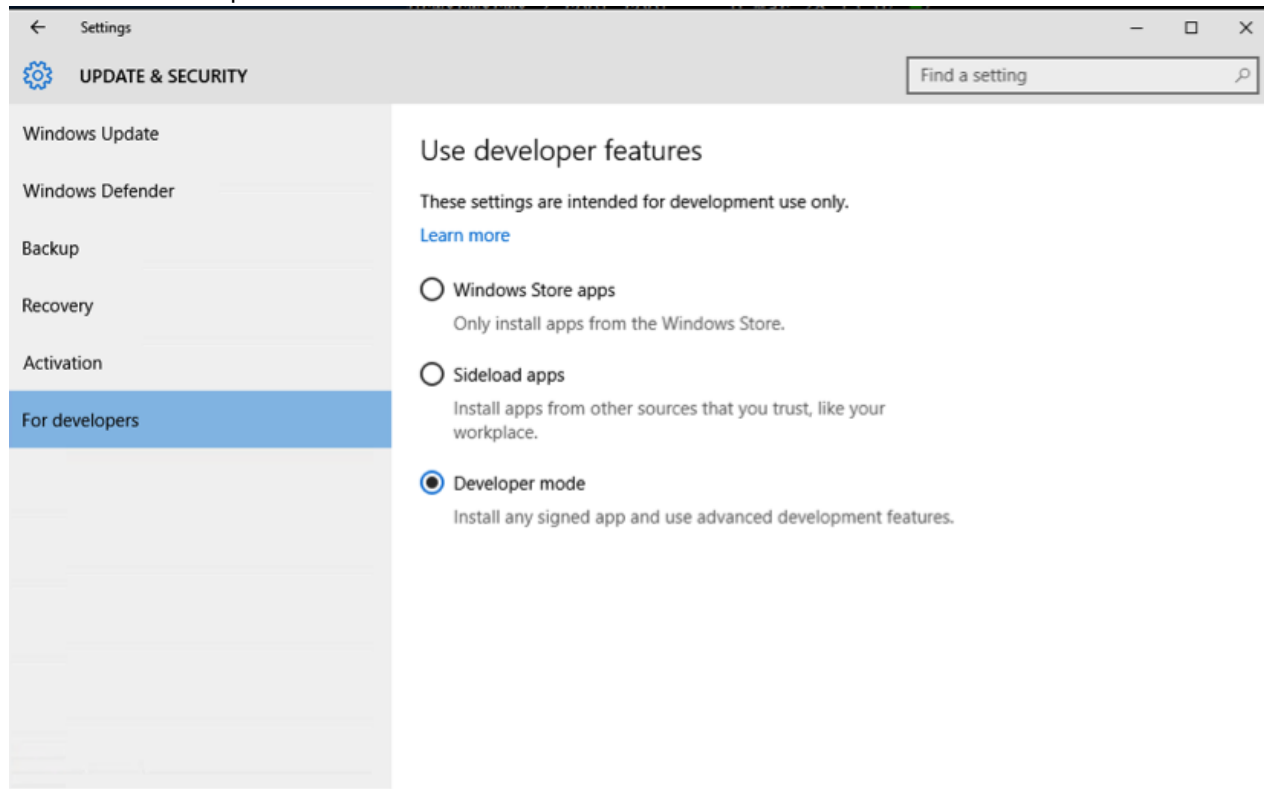 Settings
UPDATE & SECURITY
Find a setting
Windows Update
Windows Defender
Backup
Recovery
Activation
For developers
Use developer features
These settings are intended for development use only.
Learn more
Windows Store apps
Only install apps from the Windows Store.
Sideload apps
Install apps from other sources that you trust, like your
workplace.
Developer mode
Install any signed app and use advanced development features.